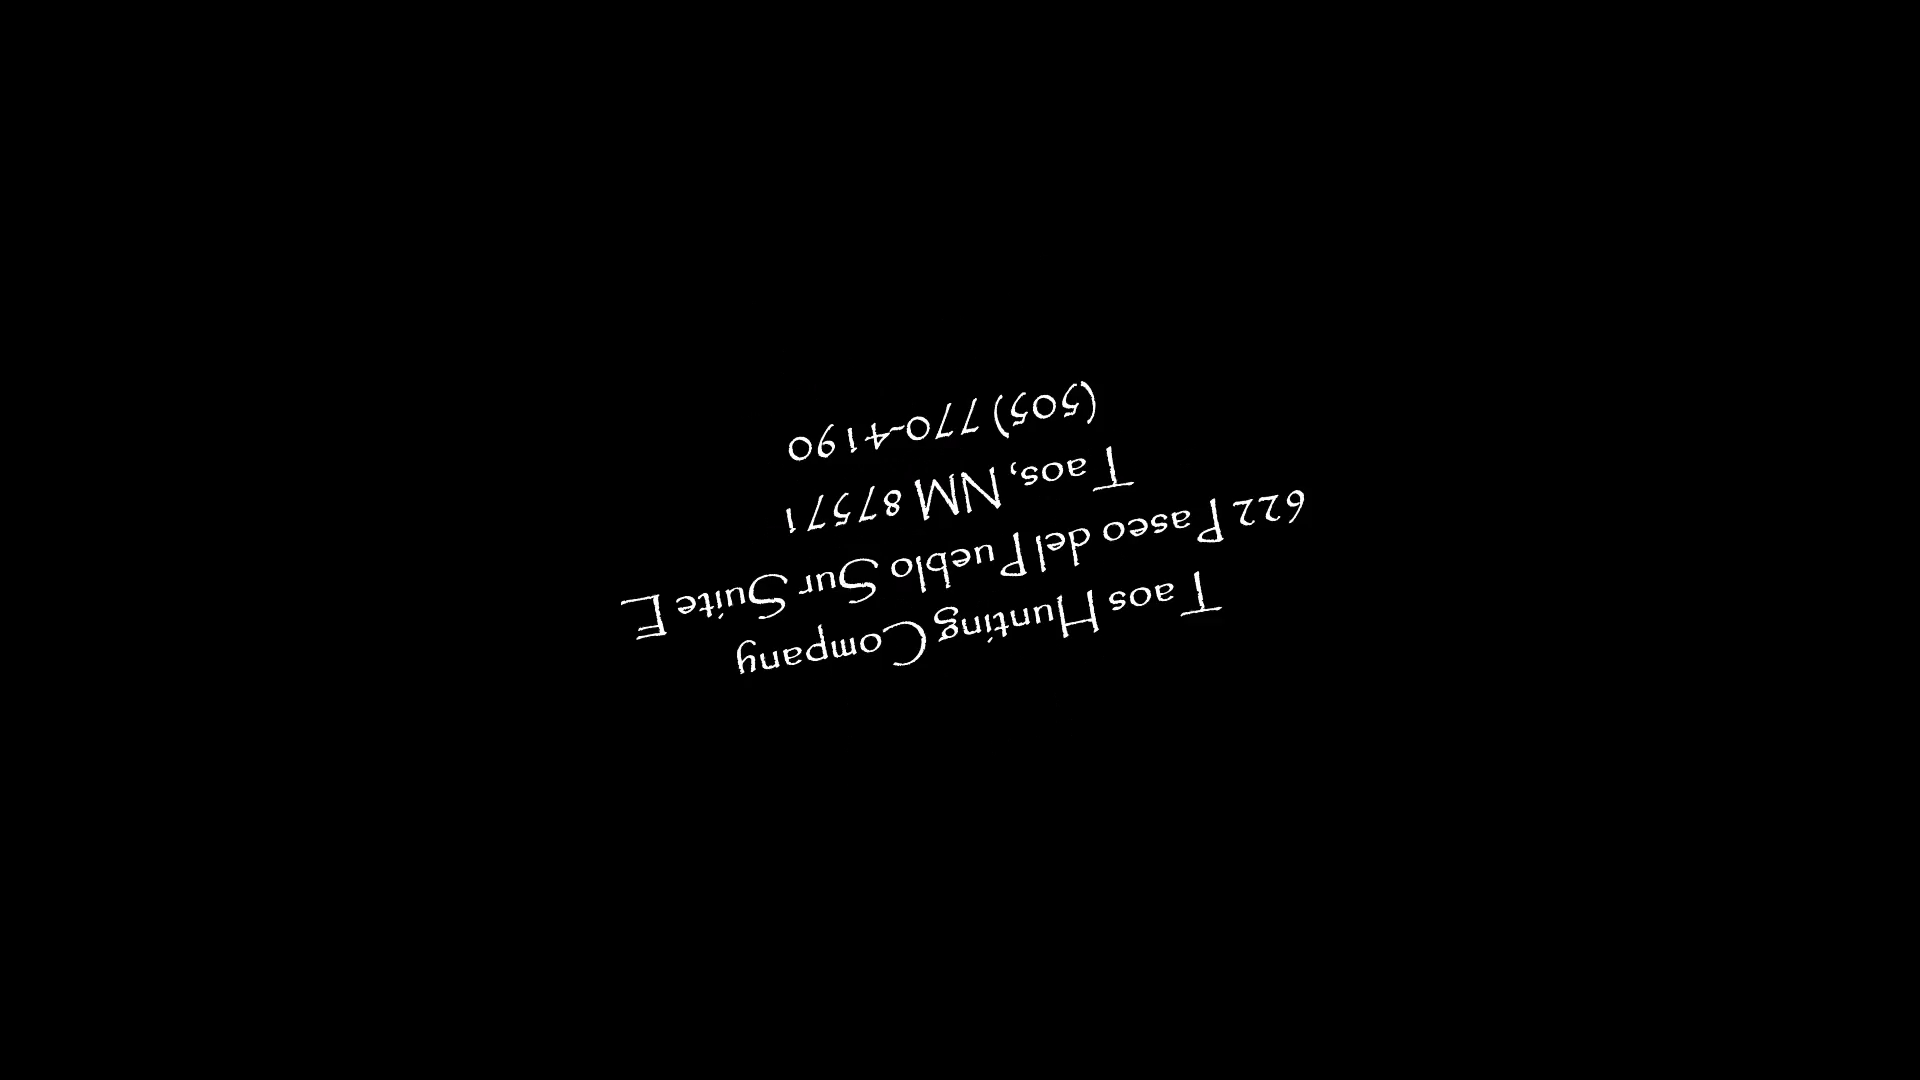 Taos Hunting Company
622 Paseo del Pueblo Sur Suite E
Taos, NM 87571
(505) 770-4190